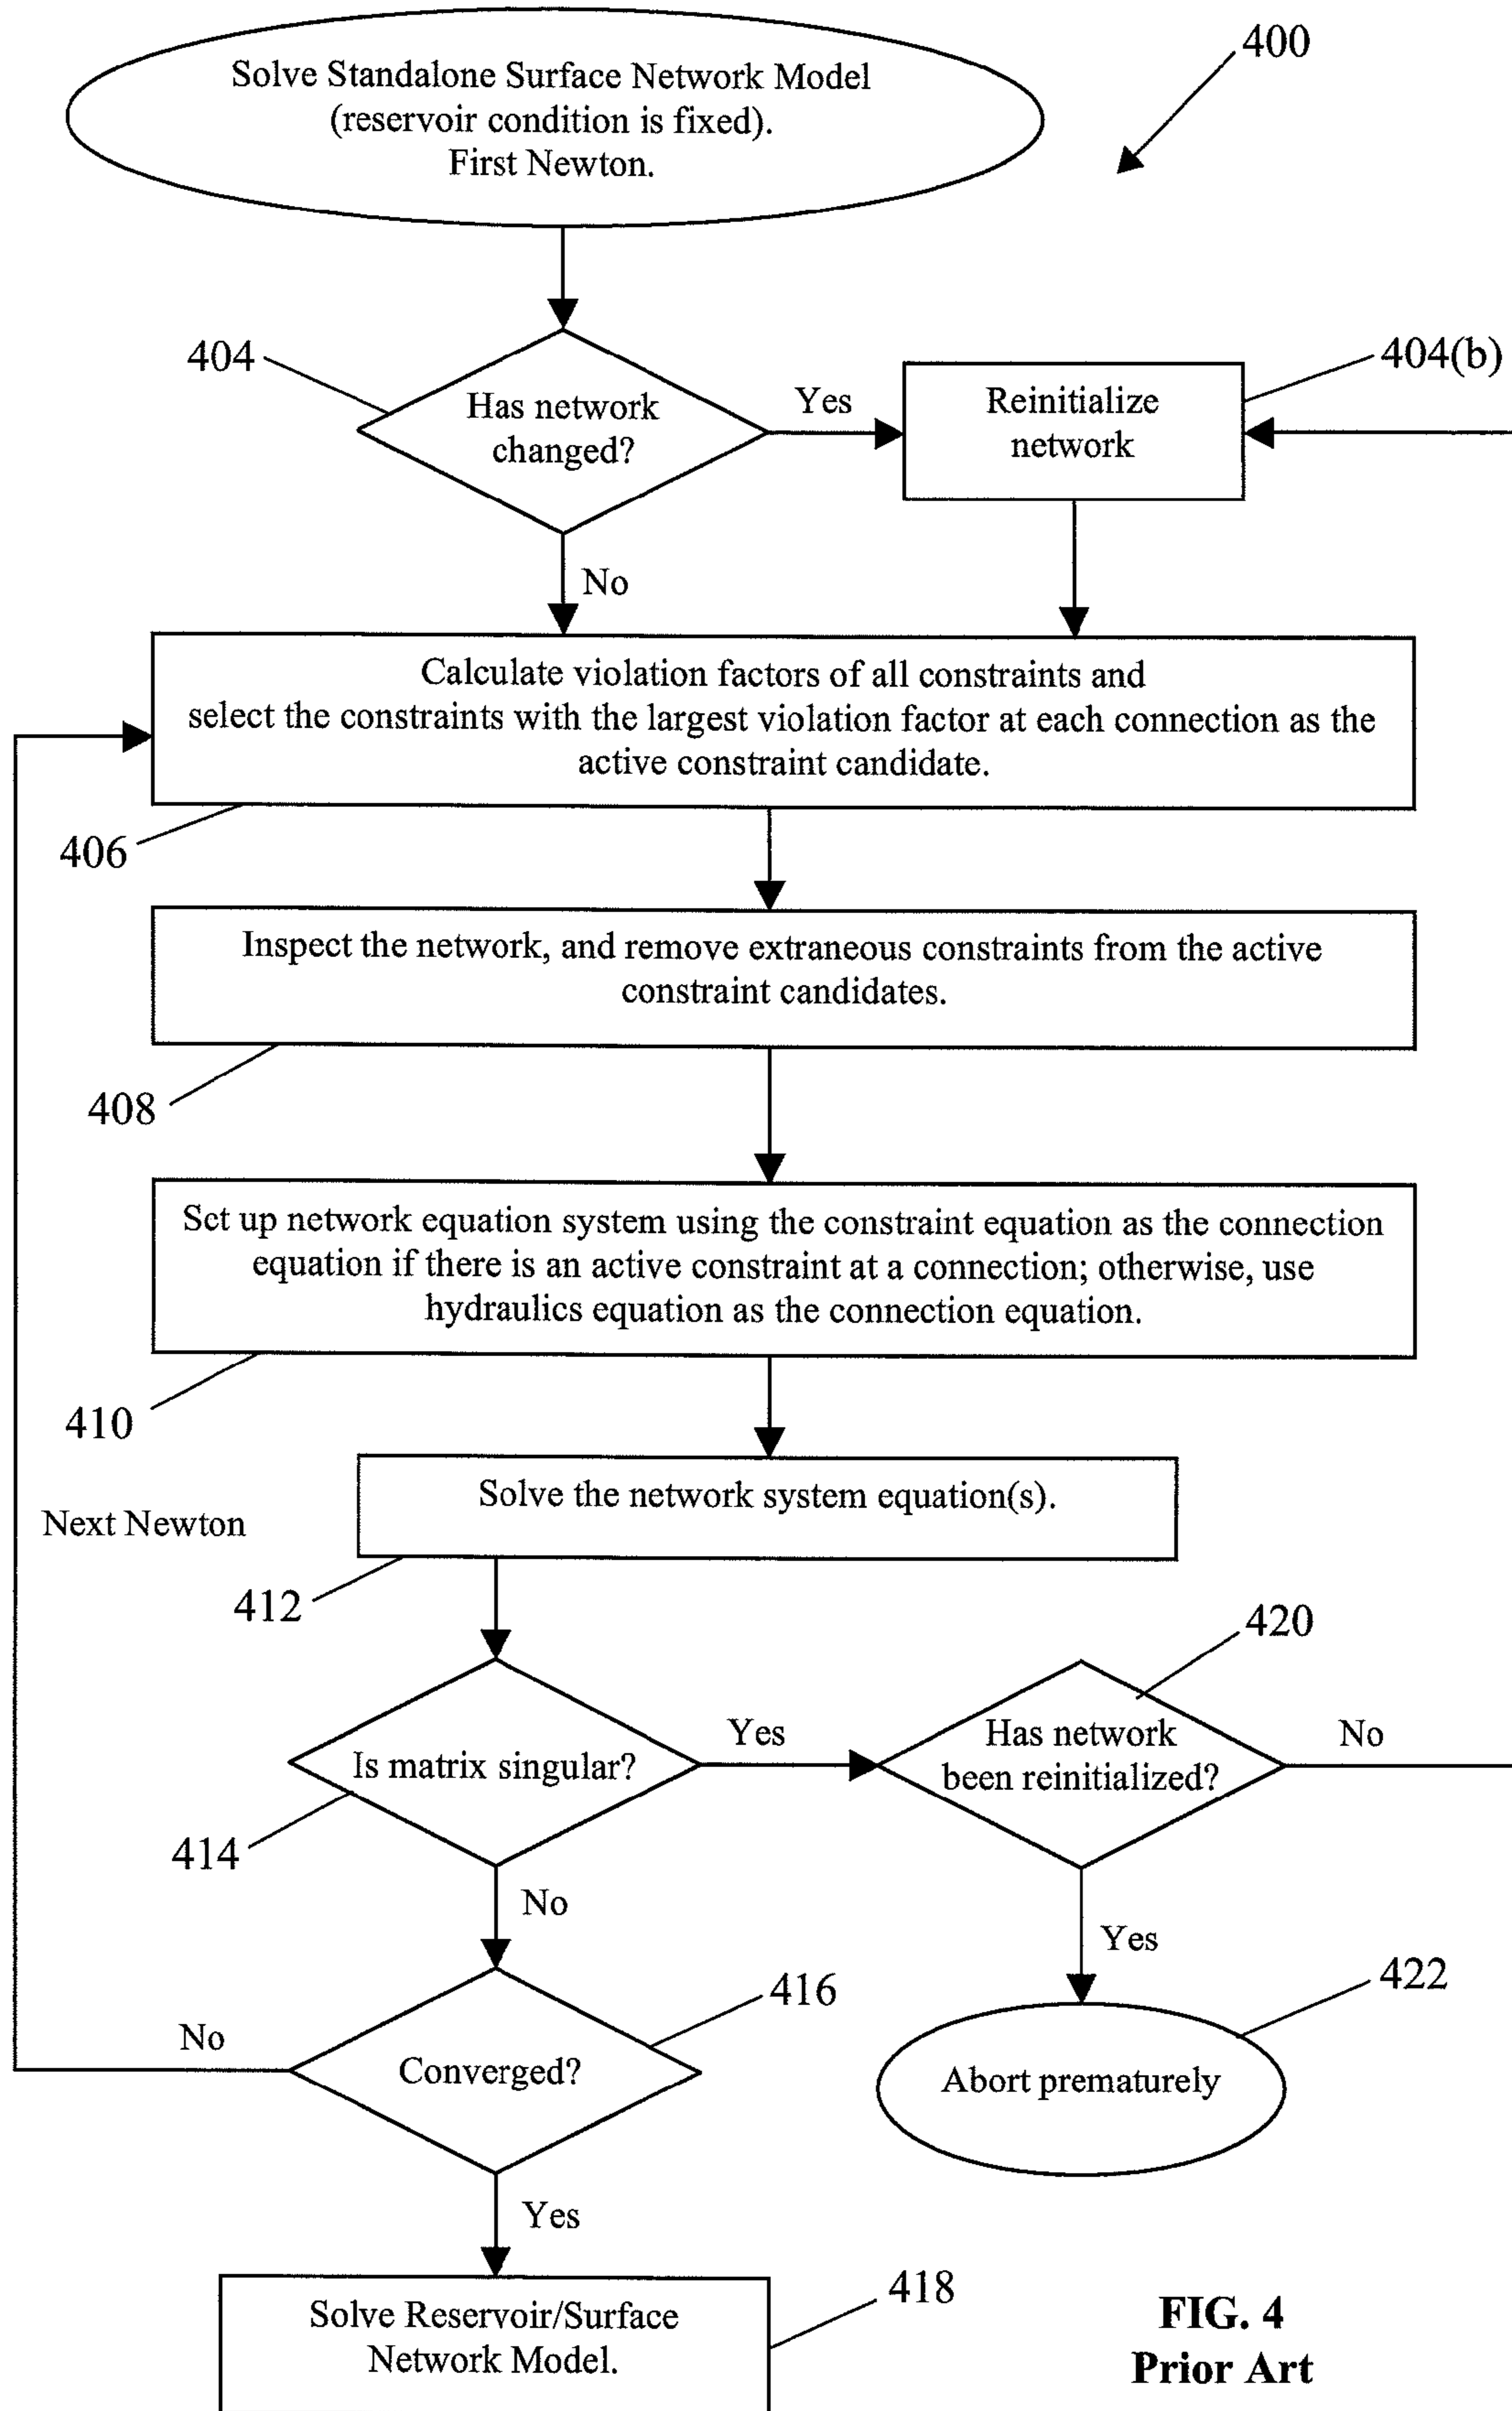 400
Solve Standalone Surface Network Model
(reservoir condition is fixed).
First Newton.
404
Has network
changed?
Yes
Reinitialize
network
404(b)
No
Calculate violation factors of all constraints and
select the constraints with the largest violation factor at each connection as the
active constraint candidate.
406
Inspect the network, and remove extraneous constraints from the active
constraint candidates.
408
Set up network equation system using the constraint equation as the connection
equation if there is an active constraint at a connection; otherwise, use
hydraulics equation as the connection equation.
410
Solve the network system equation(s).
Next Newton
412
420
Is matrix singular?
Yes
Has network
been reinitialized?
No
414
No
Yes
416
422
No
Converged?
Abort prematurely
Yes
418
Solve Reservoir/Surface
Network Model.
FIG. 4
Prior Art